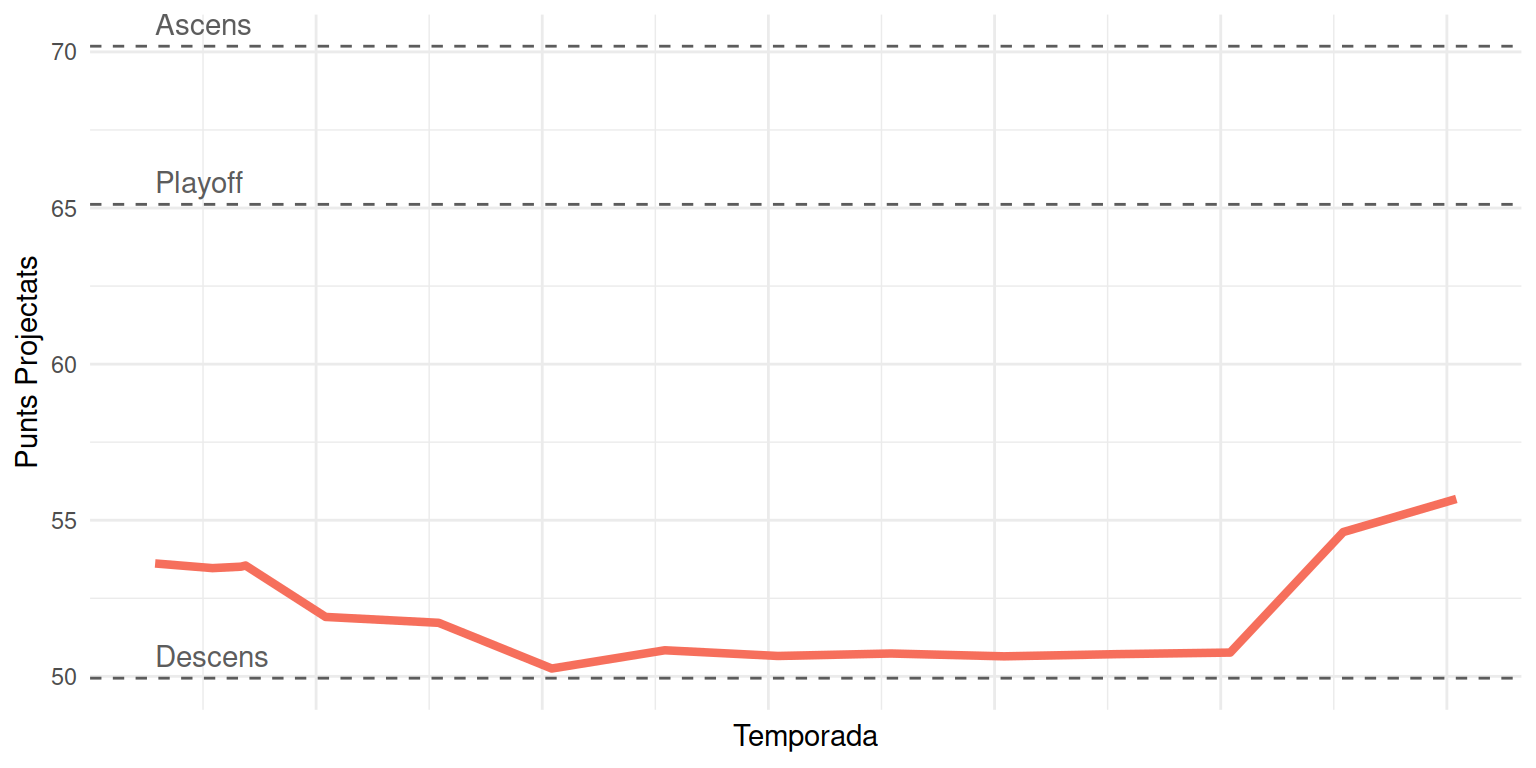 Ascens
70
Playoff
65
Punts Projectats
60
55
Descens
50
Temporada